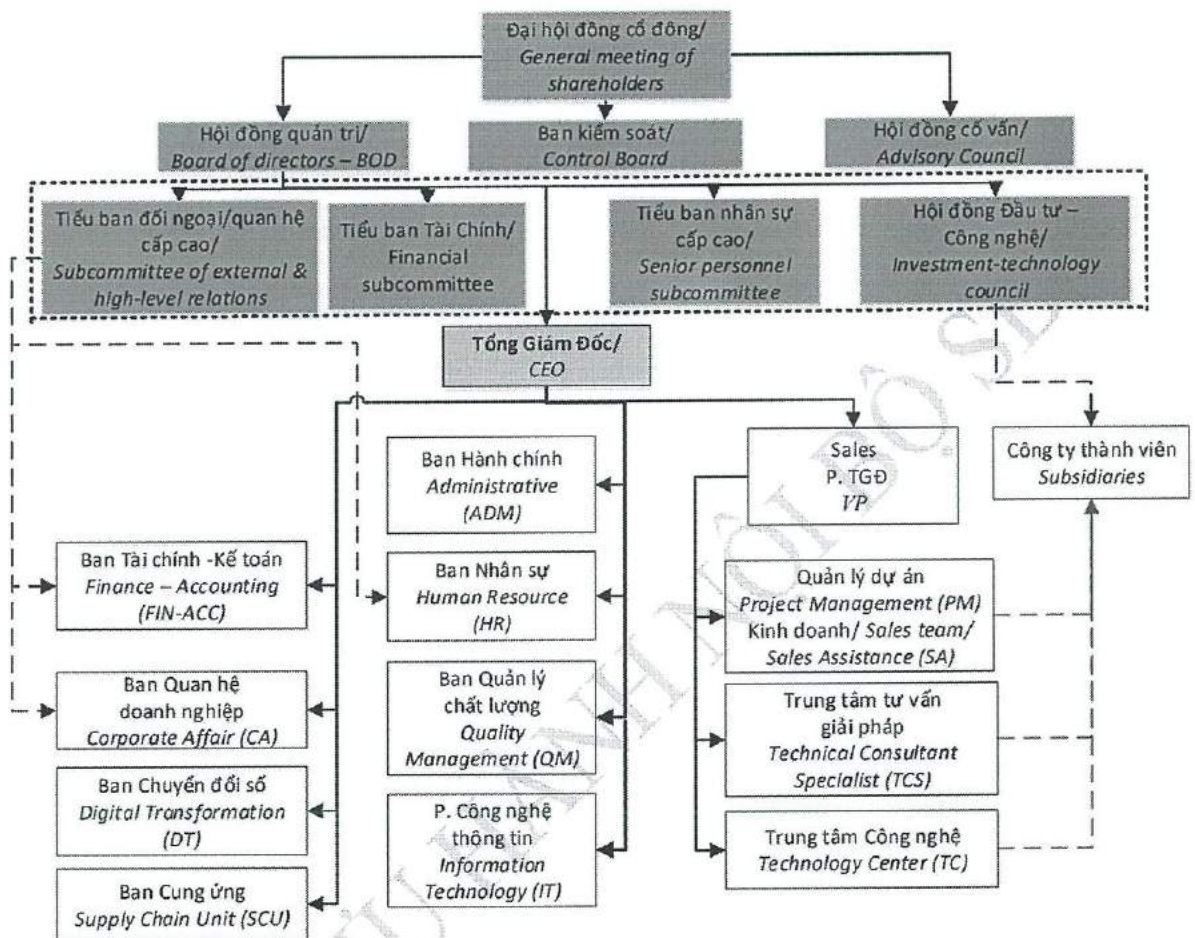 Đại hội đồng cổ đông/
General meeting of
shareholders
Hội đồng quản trị/
Board of directors – BOD
Ban kiểm soát/
Control Board
Hội đồng cố vấn/
Advisory Council
Tiểu ban đối ngoại/quan hệ
cấp cao/
Subcommittee of external &
high-level relations
Tiểu ban Tài Chính/
Financial
subcommittee
Tiểu ban nhân sự
cấp cao/
Senior personnel
subcommittee
Hội đồng Đầu tư –
Công nghệ/
Investment-technology
council
Tổng Giám Đốc/
CEO
Ban Hành chính
Administrative
(ADM)
Sales
P. TGĐ
VP
Công ty thành viên
Subsidiaries
Ban Tài chính -Kế toán
Finance – Accounting
(FIN-ACC)
Ban Nhân sự
Human Resource
(HR)
Quản lý dự án
Project Management (PM)
Kinh doanh/ Sales team/
Sales Assistance (SA)
Ban Quan hệ
doanh nghiệp
Corporate Affair (CA)
Ban Quản lý
chất lượng
Quality
Management (QM)
Trung tâm tư vấn
giải pháp
Technical Consultant
Specialist (TCS)
Ban Chuyển đổi số
Digital Transformation
(DT)
P. Công nghệ
thông tin
Information
Technology (IT)
Trung tâm Công nghệ
Technology Center (TC)
Ban Cung ứng
Supply Chain Unit (SCU)
HÀNH NỘI BỘ